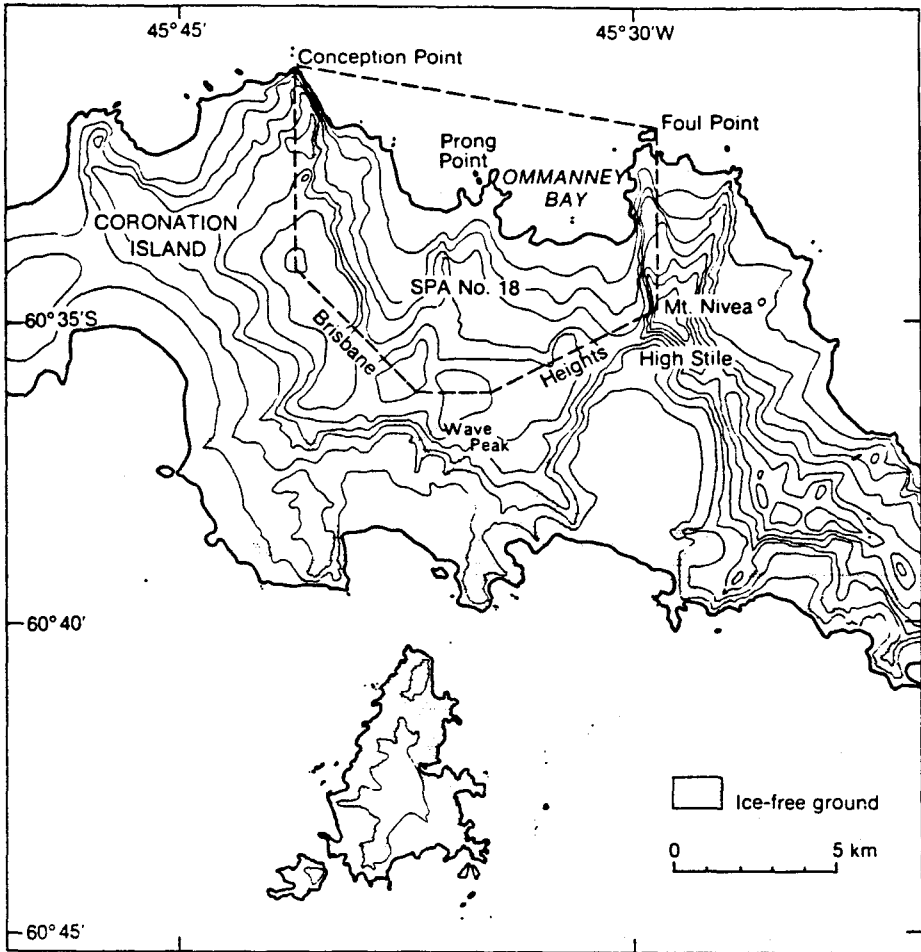 45°45'
45°30'W
Conception Point
Foul Point
Prong
Point
OMMANNEY
BAY
CORONATION
ISLAND
SPA No. 18
Mt. Nivea
60°35'S
Brisbane
Heights
High Stile
Wave
Peak
60°40'
Ice-free ground
0
5 km
60°45'